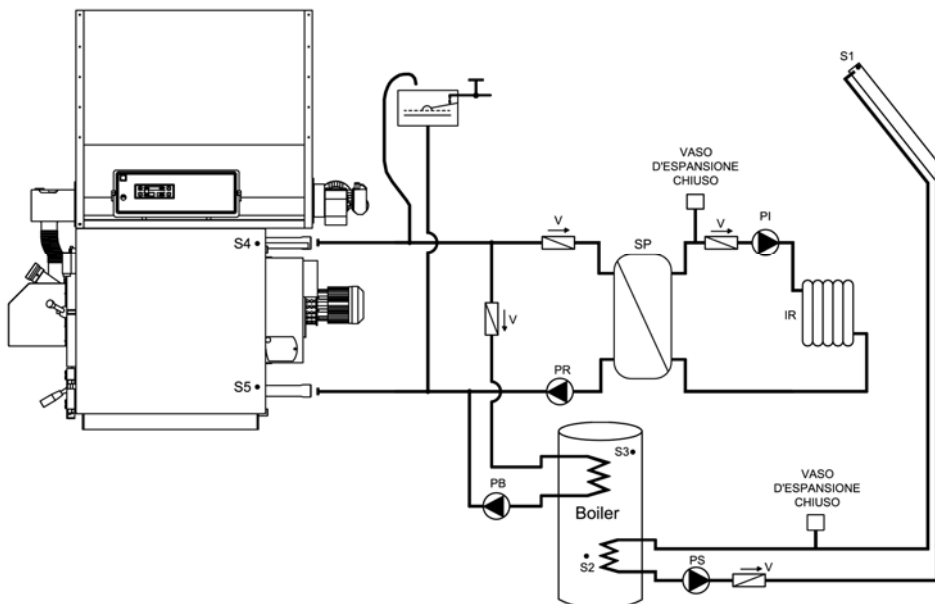 S1
VASO
D'ESPANSIONE
CHIUSO
V
PI
SP
S4
V
IR
PR
S5
S3
VASO
D'ESPANSIONE
CHIUSO
PB
Boiler
S2
PS
V